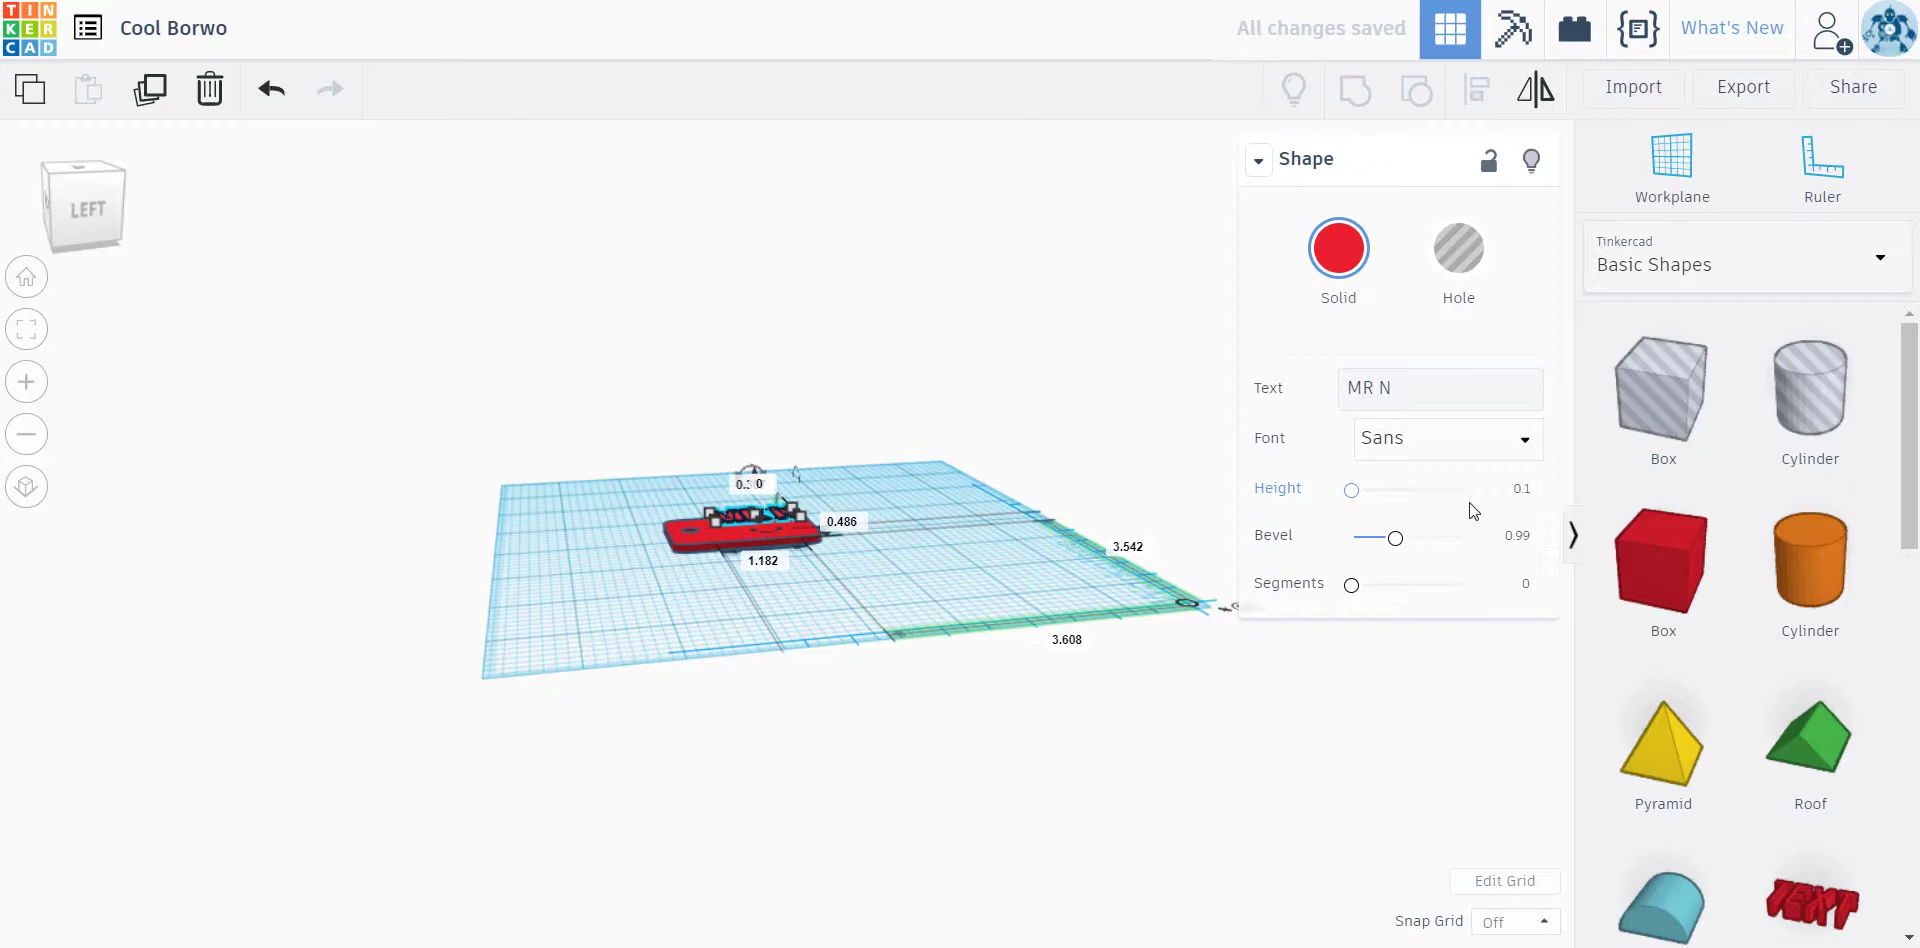 TIN
KER
CAD
Cool Borwo
All changes saved
What's New
Import
Export
Share
LEFT
Shape
Solid
Hole
Text
MR N
Font
Sans
Height
0.1
Bevel
0.99
Segments
0
Workplane
Ruler
Tinkercad
Basic Shapes
Box
Cylinder
Box
Cylinder
Pyramid
Roof
TEXT
0.486
1.182
3.542
3.608
Edit Grid
Snap Grid
Off